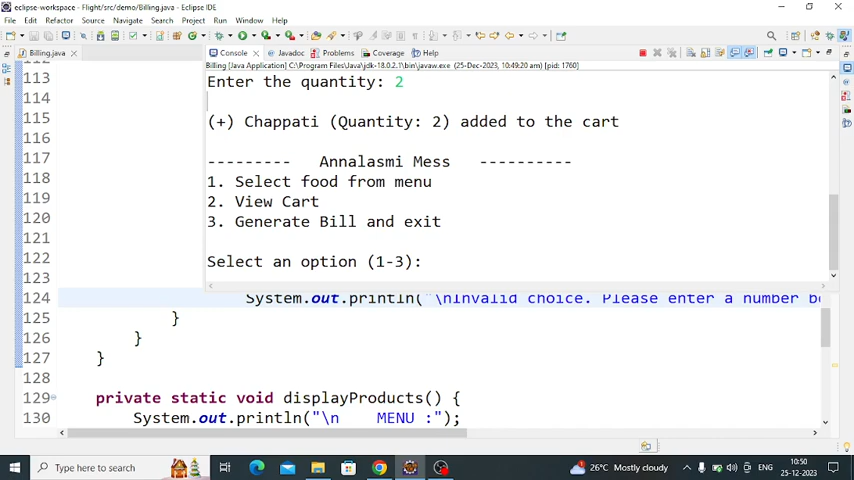 eclipse-workspace - Flight/src/demo/Billing.java - Eclipse IDE
File Edit Refactor Source Navigate Search Project Run Window Help
Billing.java
Console Javadoc Problems Coverage Help
Billing [Java Application] C:\Program Files\Java\jdk-18.0.2.1\bin\javaw.exe (25-Dec-2023, 10:49:20 am) [pid: 1760]
112
113
114
115
116
117
118
119
120
121
122
123
Enter the quantity: 2
(+) Chappati (Quantity: 2) added to the cart
--------- Annalasmi Mess ----------
1. Select food from menu
2. View Cart
3. Generate Bill and exit
Select an option (1-3):
124 System.out.println("\nInvalid choice. Please enter a number be
125 }
126 }
127 }
128
129 private static void displayProducts() {
130 System.out.println("\n MENU :");
Type here to search
26°C Mostly cloudy
ENG
10:50
25-12-2023